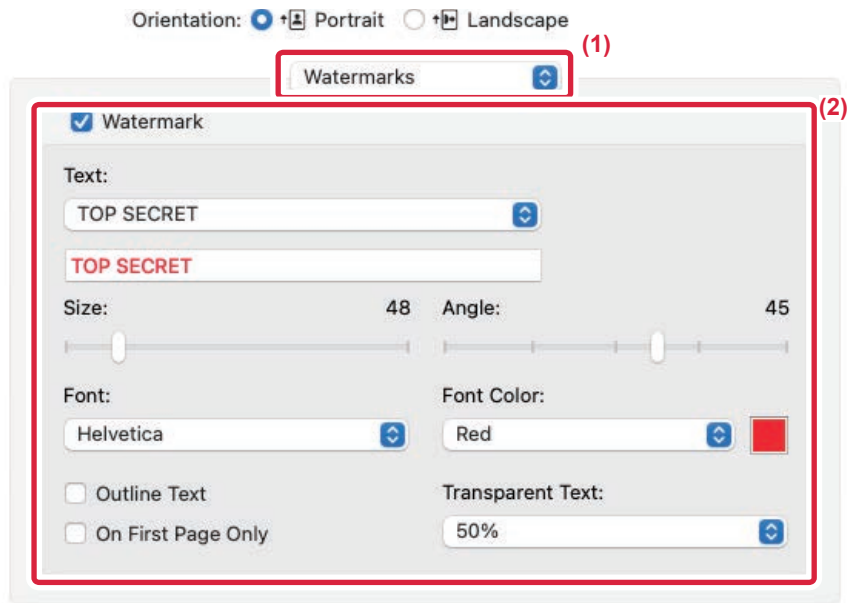 Orientation: Portrait Landscape
(1)
Watermarks
(2)
Watermark
Text:
TOP SECRET
TOP SECRET
Size: 48 Angle: 45
Font: Font Color:
Helvetica Red
Outline Text Transparent Text:
On First Page Only 50%